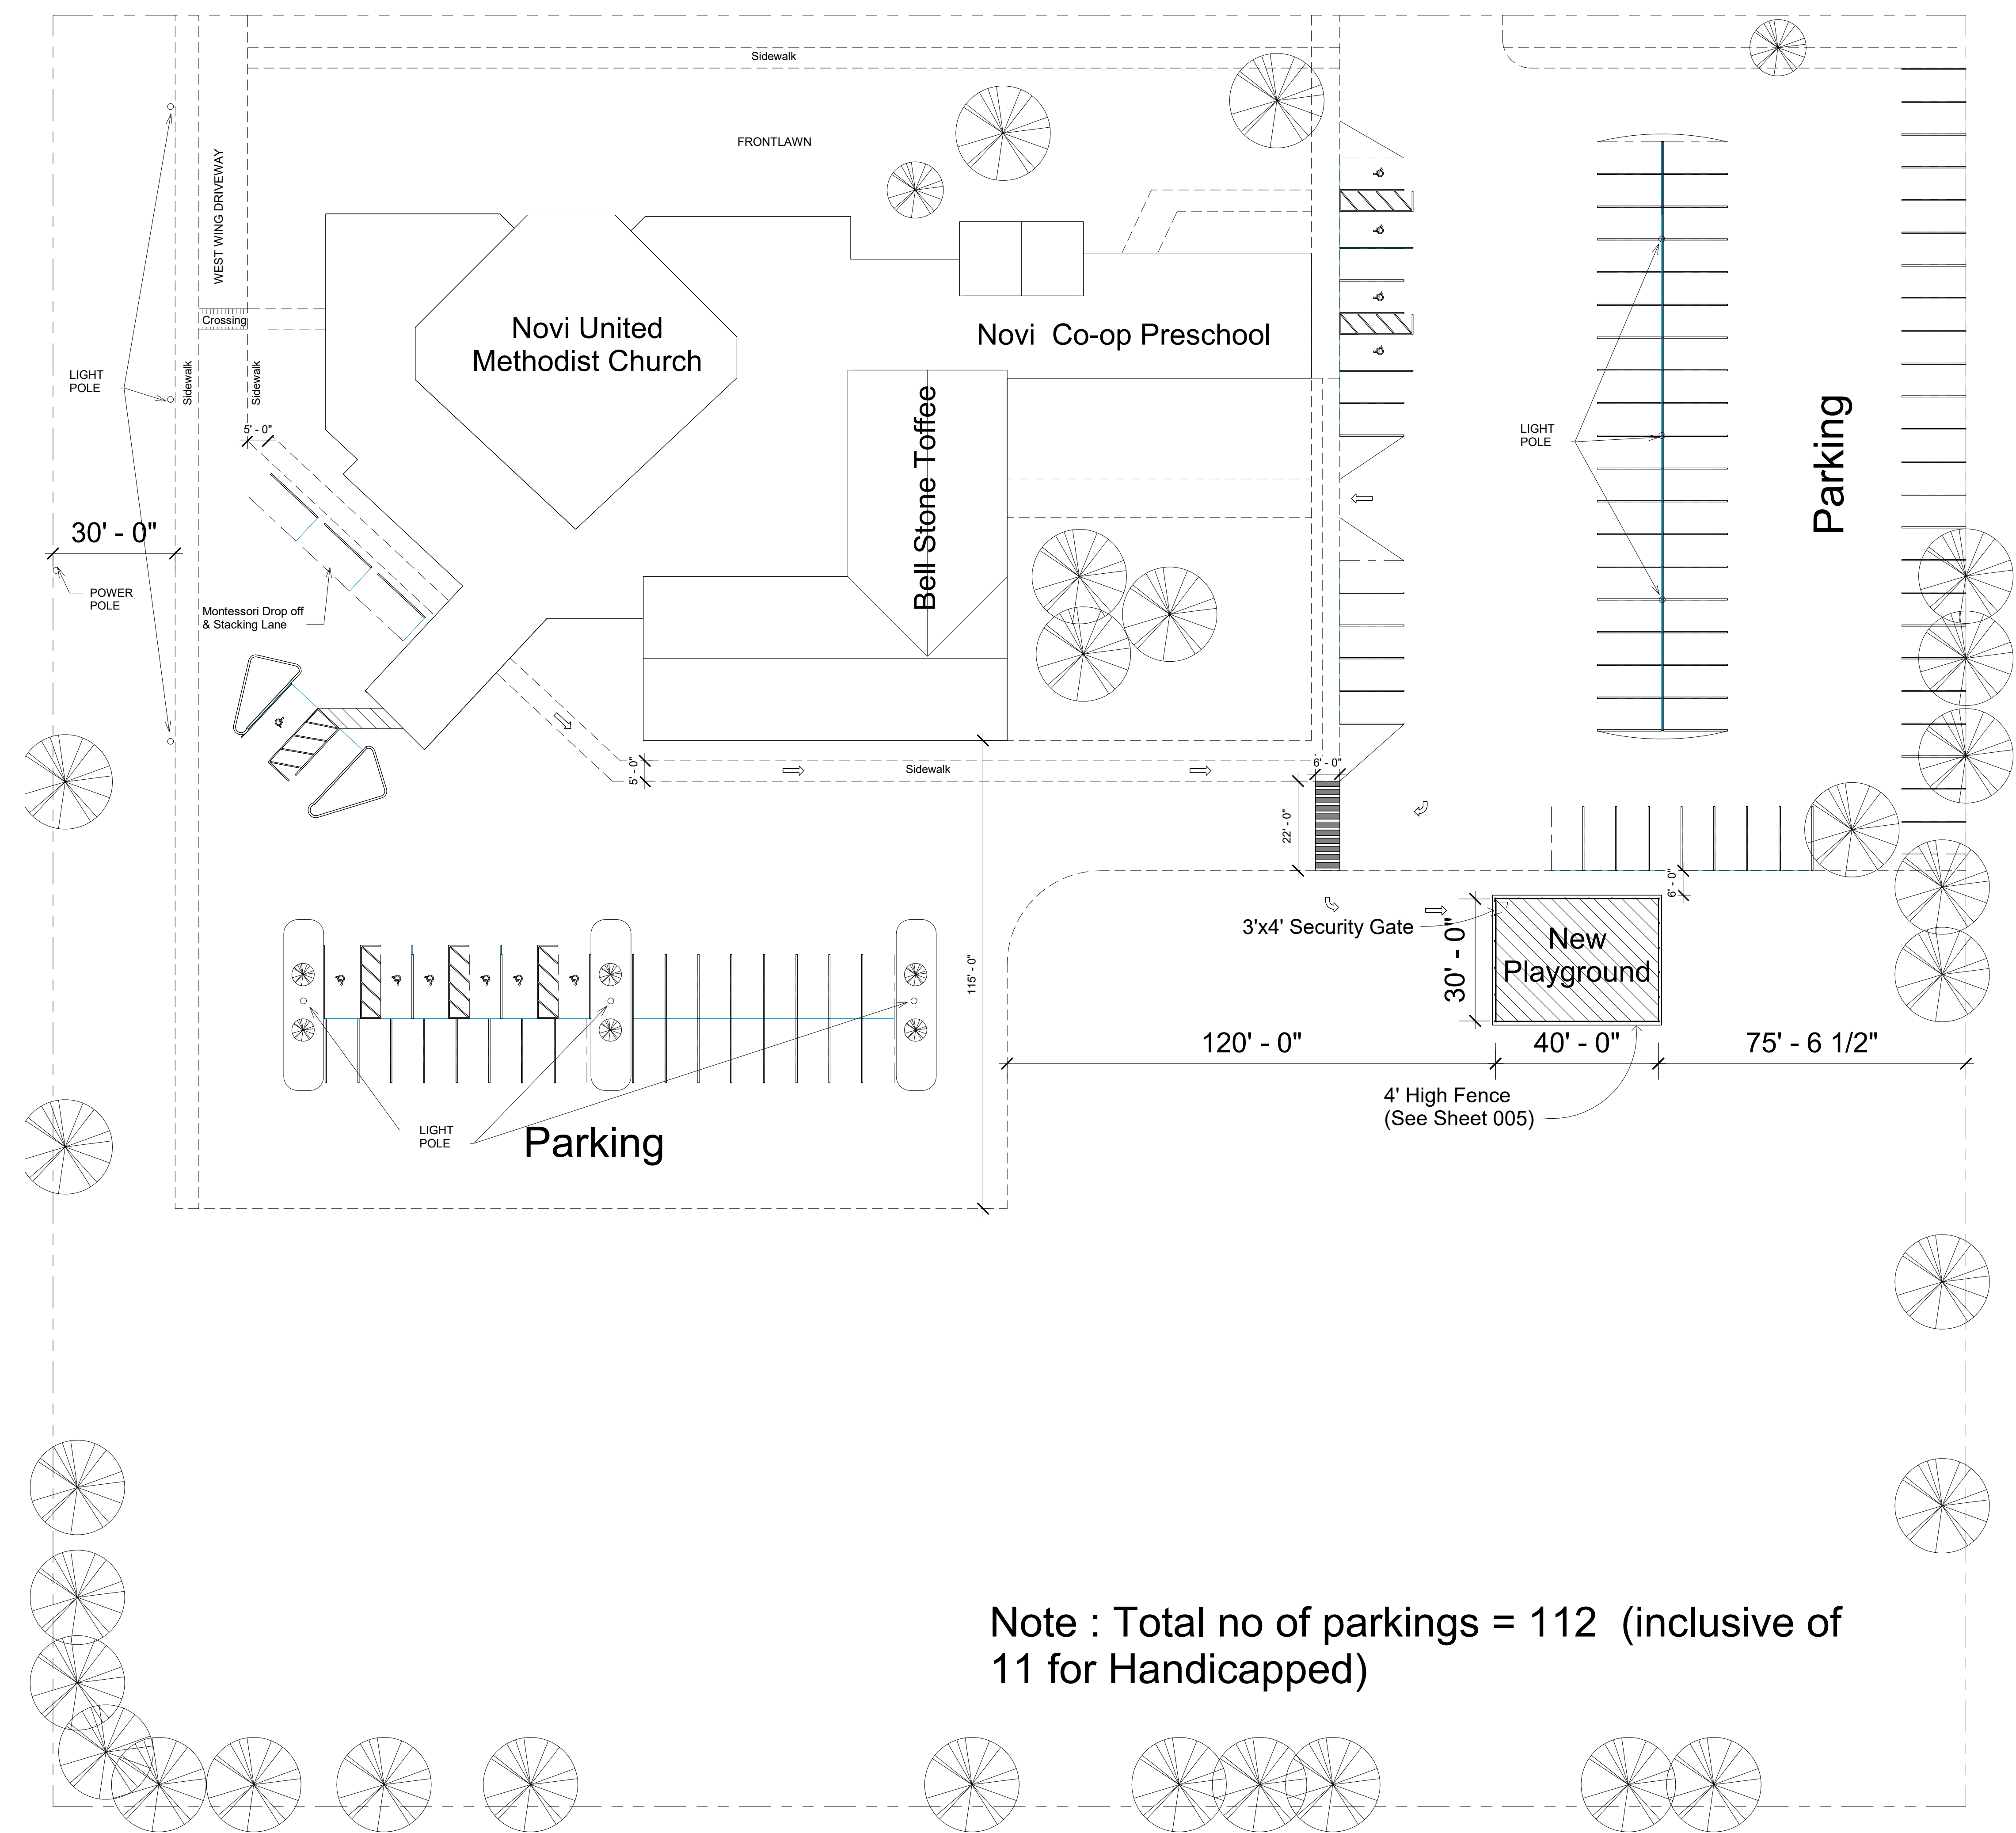 Sidewalk
FRONTLAWN
WEST WING DRIVEWAY
Crossing
Novi United
Methodist Church
Novi  Co-op Preschool
LIGHT
POLE
Sidewalk
Sidewalk
5' - 0"
Bell Stone Toffee
LIGHT
POLE
Parking
30' - 0"
POWER
POLE
Montessori Drop off
& Stacking Lane
5' - 0"
Sidewalk
6' - 0"
22' - 0"
6' - 0"
3'x4' Security Gate
30' - 0"
New
Playground
115' - 0"
120' - 0"
40' - 0"
75' - 6 1/2"
4' High Fence
(See Sheet 005)
LIGHT
POLE
Parking
Note : Total no of parkings = 112  (inclusive of
11 for Handicapped)